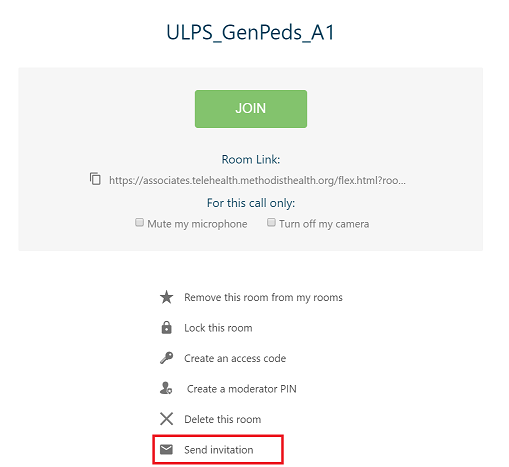 ULPS_GenPeds_A1
JOIN
Room Link:
https://associates.telehealth.methodisthealth.org/flex.html?roo...
For this call only:
Mute my microphone Turn off my camera
Remove this room from my rooms
Lock this room
Create an access code
Create a moderator PIN
Delete this room
Send invitation